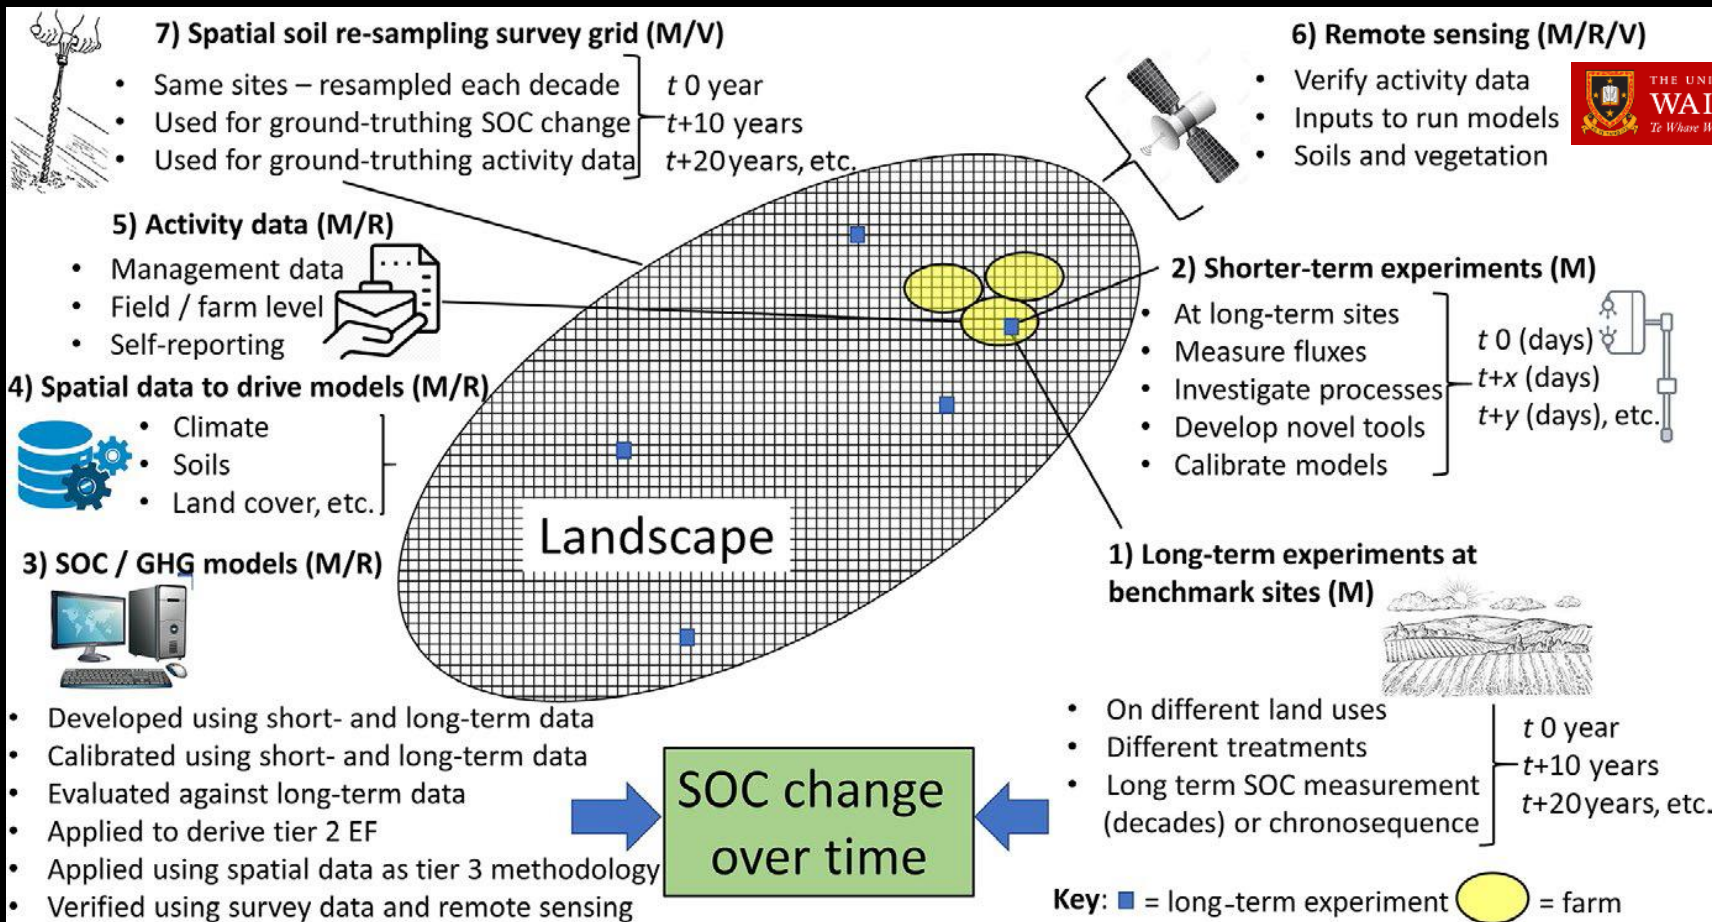 7) Spatial soil re-sampling survey grid (M/V)
• Same sites – resampled each decade
• Used for ground-truthing SOC change
• Used for ground-truthing activity data
t 0 year
t+10 years
t+20 years, etc.
6) Remote sensing (M/R/V)
• Verify activity data
• Inputs to run models
• Soils and vegetation
THE UNI
WAI
Te Whare W
5) Activity data (M/R)
• Management data
• Field / farm level
• Self-reporting
2) Shorter-term experiments (M)
• At long-term sites
• Measure fluxes
• Investigate processes
• Develop novel tools
• Calibrate models
t 0 (days)
t+x (days)
t+y (days), etc.
4) Spatial data to drive models (M/R)
• Climate
• Soils
• Land cover, etc.
Landscape
3) SOC / GHG models (M/R)
• Developed using short- and long-term data
• Calibrated using short- and long-term data
• Evaluated against long-term data
• Applied to derive tier 2 EF
• Applied using spatial data as tier 3 methodology
• Verified using survey data and remote sensing
1) Long-term experiments at
benchmark sites (M)
• On different land uses
• Different treatments
• Long term SOC measurement
(decades) or chronosequence
t 0 year
t+10 years
t+20 years, etc.
SOC change
over time
Key: = long-term experiment = farm